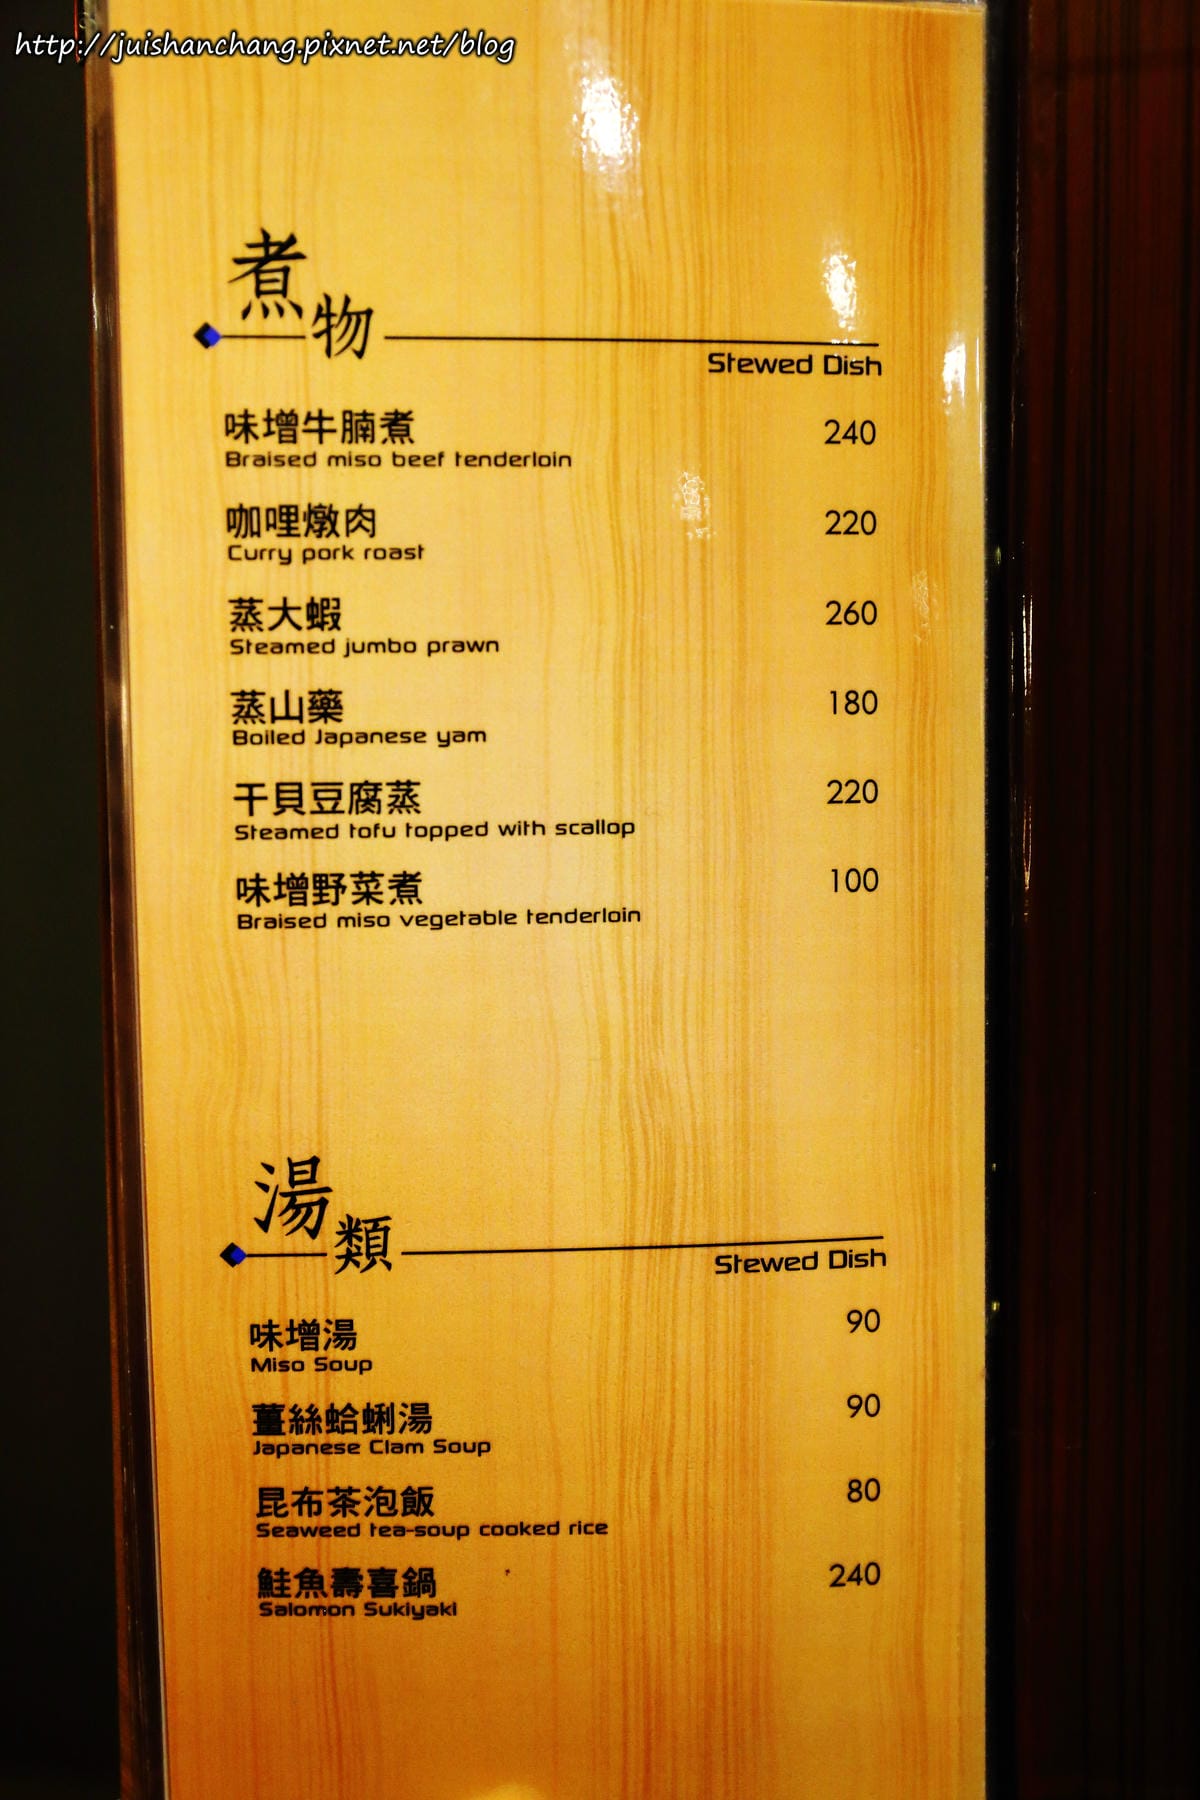 http://juishanchang.pixnet.net/blog
煮物
Stewed Dish
味增牛腩煮 240
Braised miso beef tenderloin
咖哩燉肉 220
Curry pork roast
蒸大蝦 260
Steamed jumbo prawn
蒸山藥 180
Boiled Japanese yam
干貝豆腐蒸 220
Steamed tofu topped with scallop
味增野菜煮 100
Braised miso vegetable tenderloin
湯類
Stewed Dish
味增湯 90
Miso Soup
薑絲蛤蜊湯 90
Japanese Clam Soup
昆布茶泡飯 80
Seaweed tea-soup cooked rice
鮭魚壽喜鍋 240
Salomon Sukiyaki